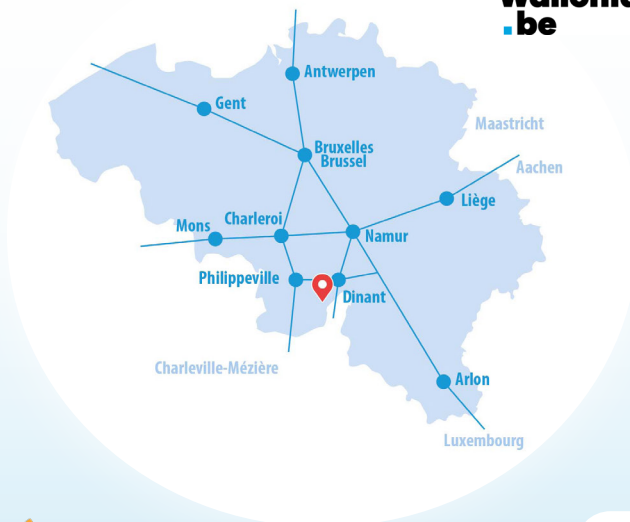 .be
Antwerpen
Gent
Maastricht
Bruxelles
Brussel
Aachen
Liège
Charleroi
Mons
Namur
Philippeville
Dinant
Charleville-Mézière
Arlon
Luxembourg